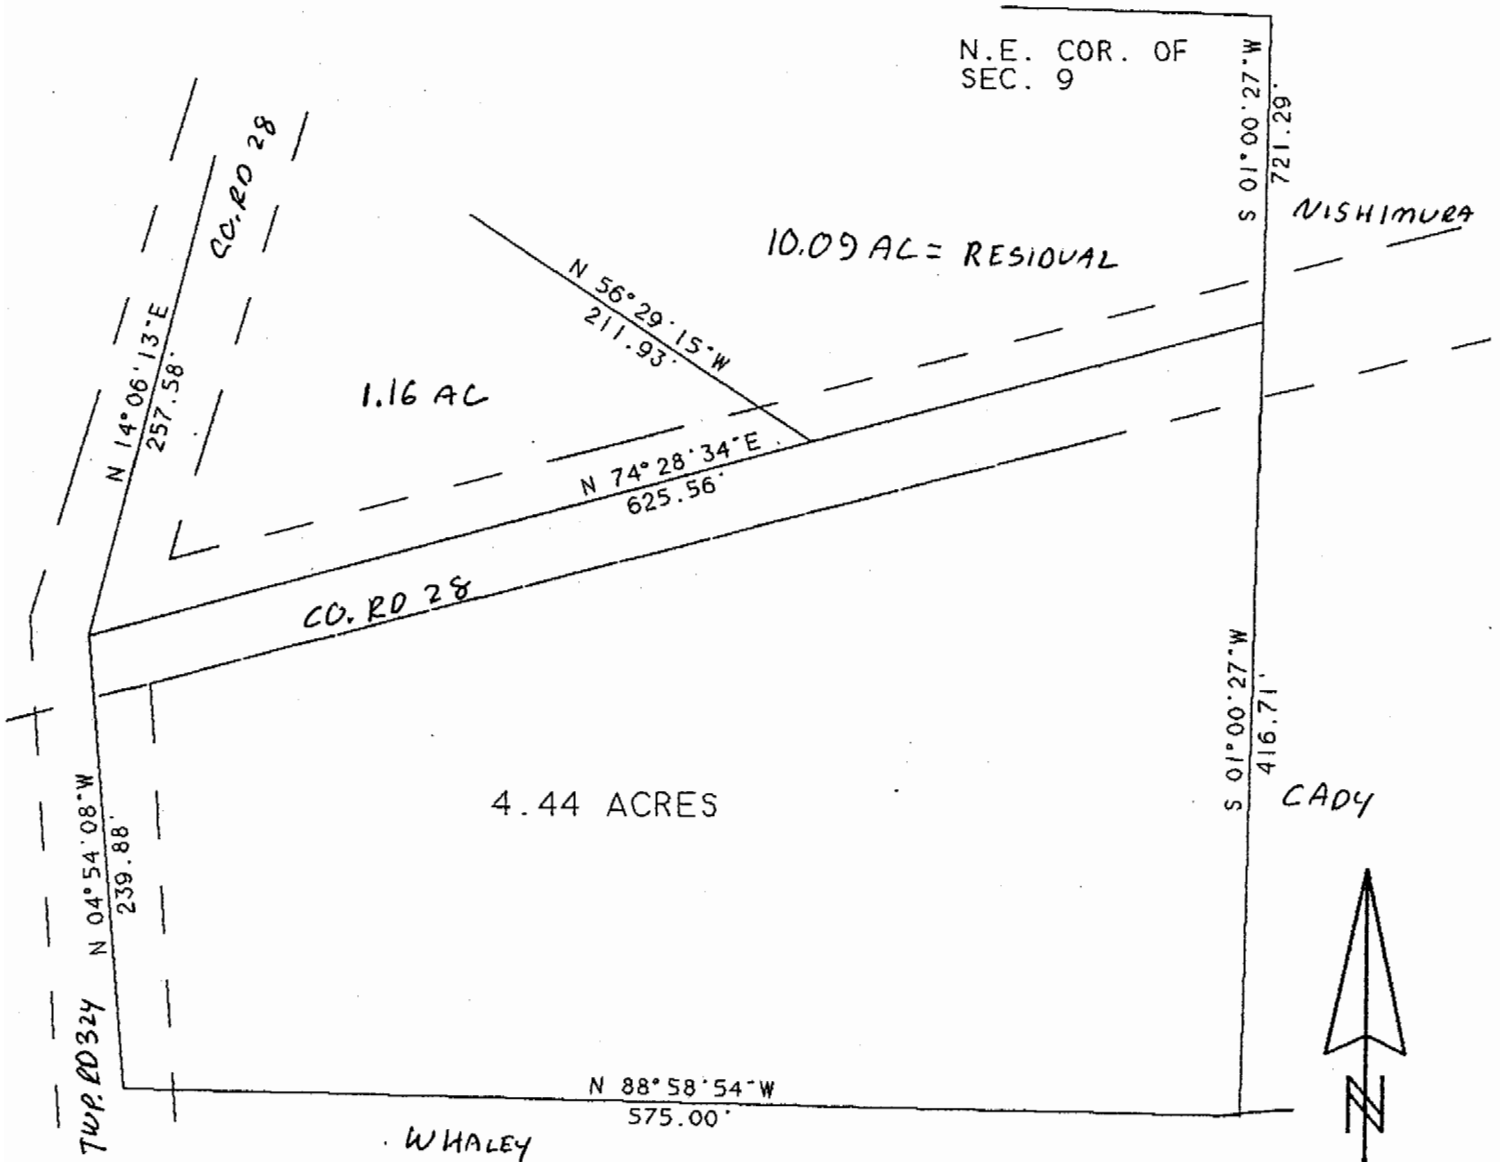 N.E. COR. OF
SEC. 9
S 01°00'27"W
721.29'
CO. RD 28
NISHIMURA
10.09 AC = RESIDUAL
N 56°29'15"W
211.93'
N 14°06'13"E
257.58'
1.16 AC
N 74°28'34"E
625.56'
CO. RD 28
S 01°00'27"W
416.71'
4.44 ACRES
CADY
N 04°54'08"W
239.88'
TWP. RD 324
N 88°58'54"W
575.00'
WHALEY
N